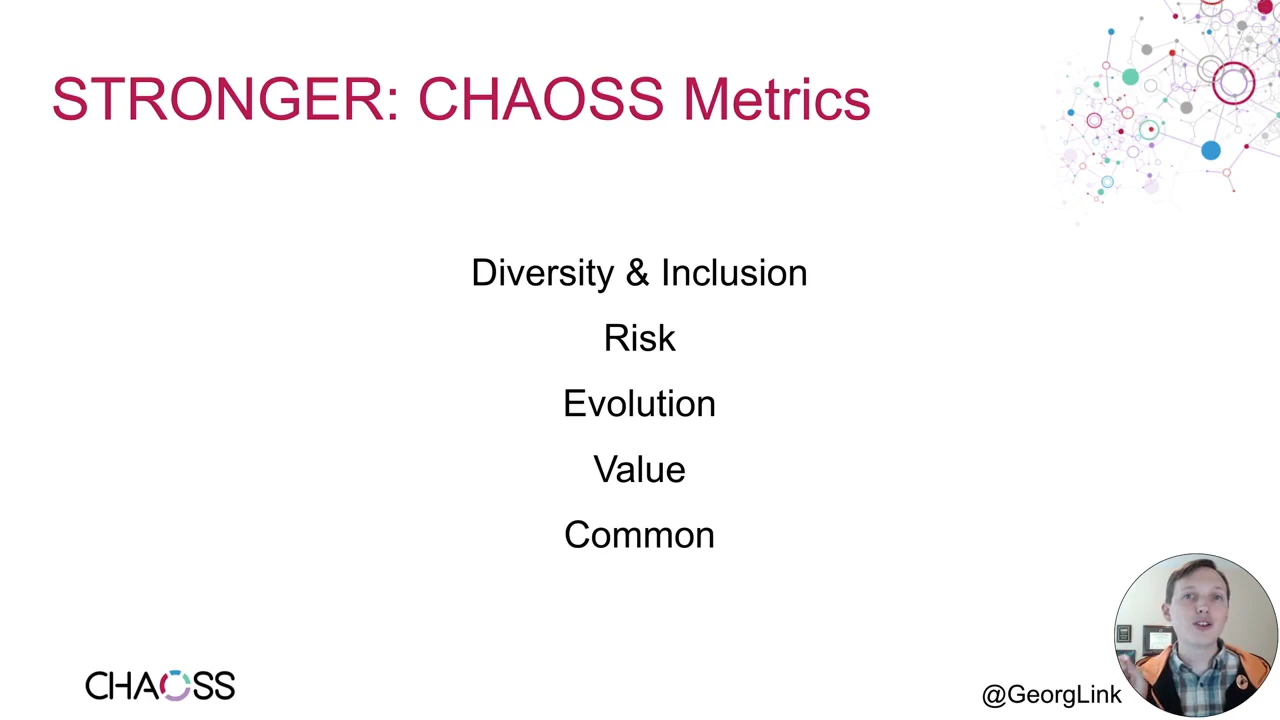 STRONGER: CHAOSS Metrics
Diversity & Inclusion
Risk
Evolution
Value
Common
CHAOSS
@GeorgLink